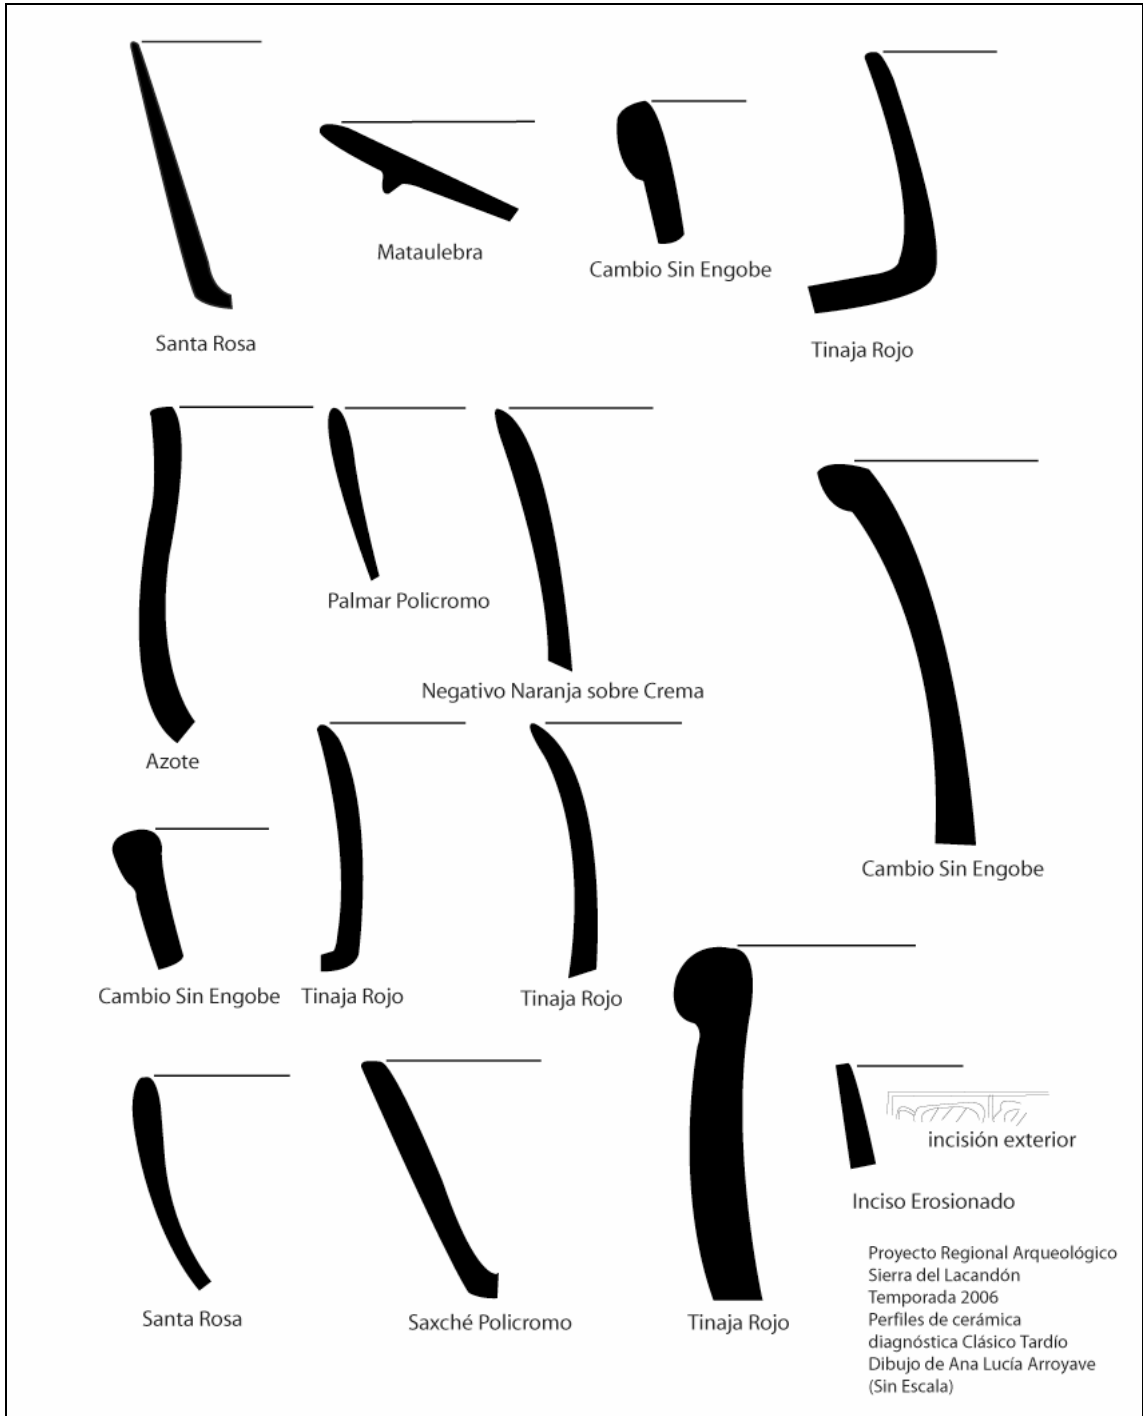 Santa Rosa
Mataulebra
Cambio Sin Engobe
Tinaja Rojo
Azote
Palmar Policromo
Negativo Naranja sobre Crema
Cambio Sin Engobe
Cambio Sin Engobe
Tinaja Rojo
Tinaja Rojo
Santa Rosa
Saxché Policromo
Tinaja Rojo
incisión exterior
Inciso Erosionado
Proyecto Regional Arqueológico
Sierra del Lacandón
Temporada 2006
Perfiles de cerámica
diagnóstica Clásico Tardío
Dibujo de Ana Lucía Arroyave
(Sin Escala)